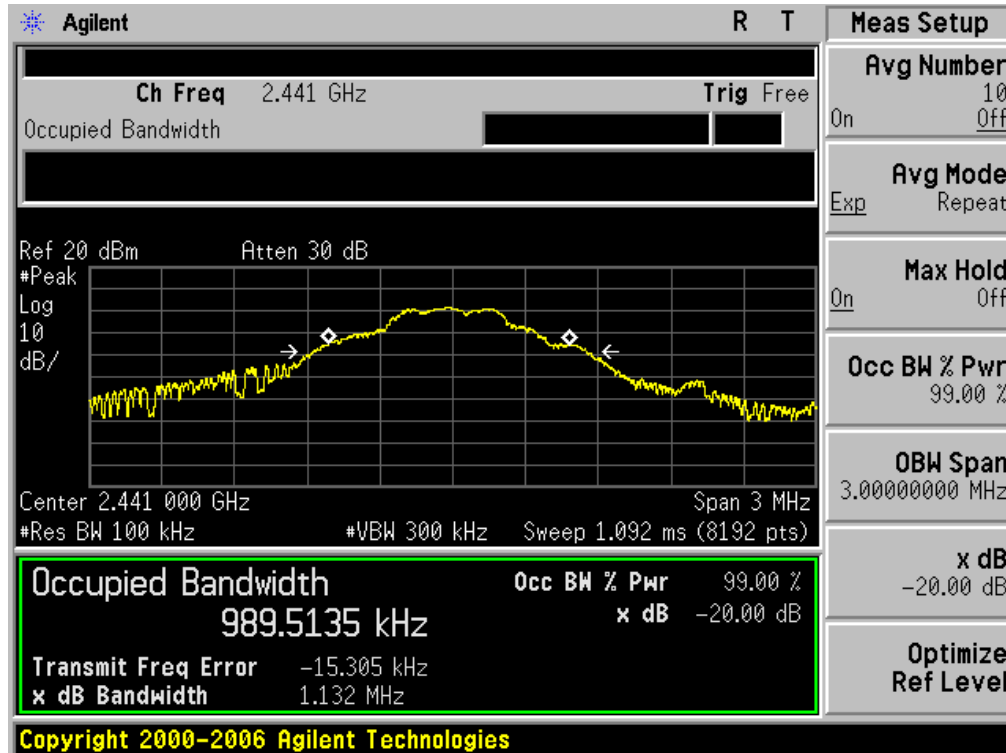 Agilent R T
Meas Setup
Ch Freq 2.441 GHz Trig Free
Occupied Bandwidth
Ref 20 dBm Atten 30 dB
#Peak
Log
10
dB/
Center 2.441 000 GHz Span 3 MHz
#Res BW 100 kHz #VBW 300 kHz Sweep 1.092 ms (8192 pts)
Occupied Bandwidth
989.5135 kHz
Occ BW % Pwr 99.00 %
x dB -20.00 dB
Transmit Freq Error -15.305 kHz
x dB Bandwidth 1.132 MHz
Avg Number
10
On Off
Avg Mode
Exp Repeat
Max Hold
On Off
Occ BW % Pwr
99.00 %
OBW Span
3.00000000 MHz
x dB
-20.00 dB
Optimize
Ref Level
Copyright 2000-2006 Agilent Technologies